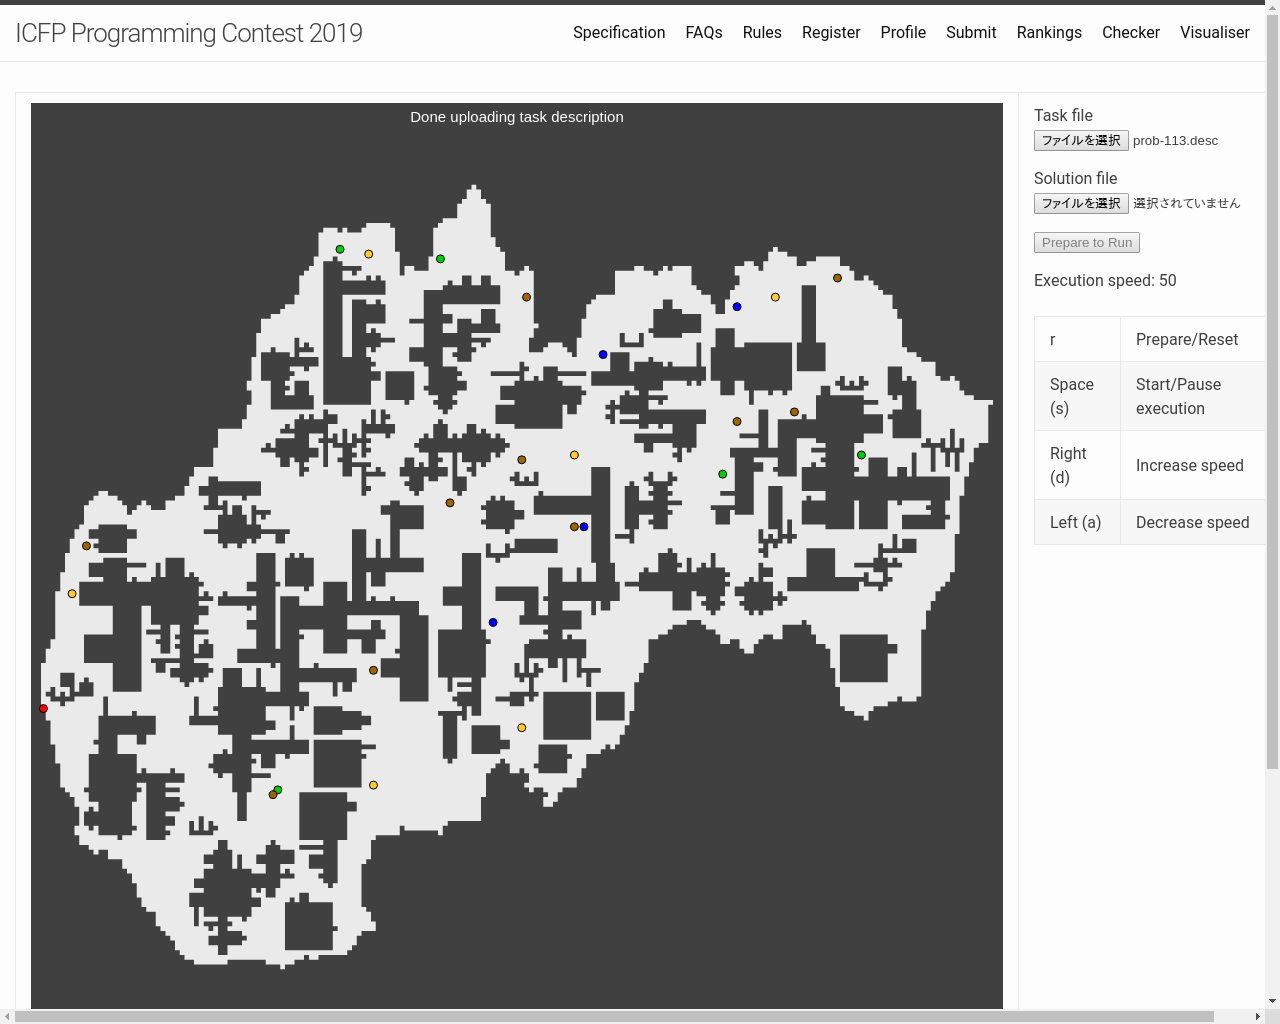 ICFP Programming Contest 2019
Specification FAQs Rules Register Profile Submit Rankings Checker Visualiser
Done uploading task description
Task file
ファイルを選択 prob-113.desc
Solution file
ファイルを選択 選択されていません
Prepare to Run
Execution speed: 50
r Prepare/Reset
Space (s) Start/Pause execution
Right (d) Increase speed
Left (a) Decrease speed